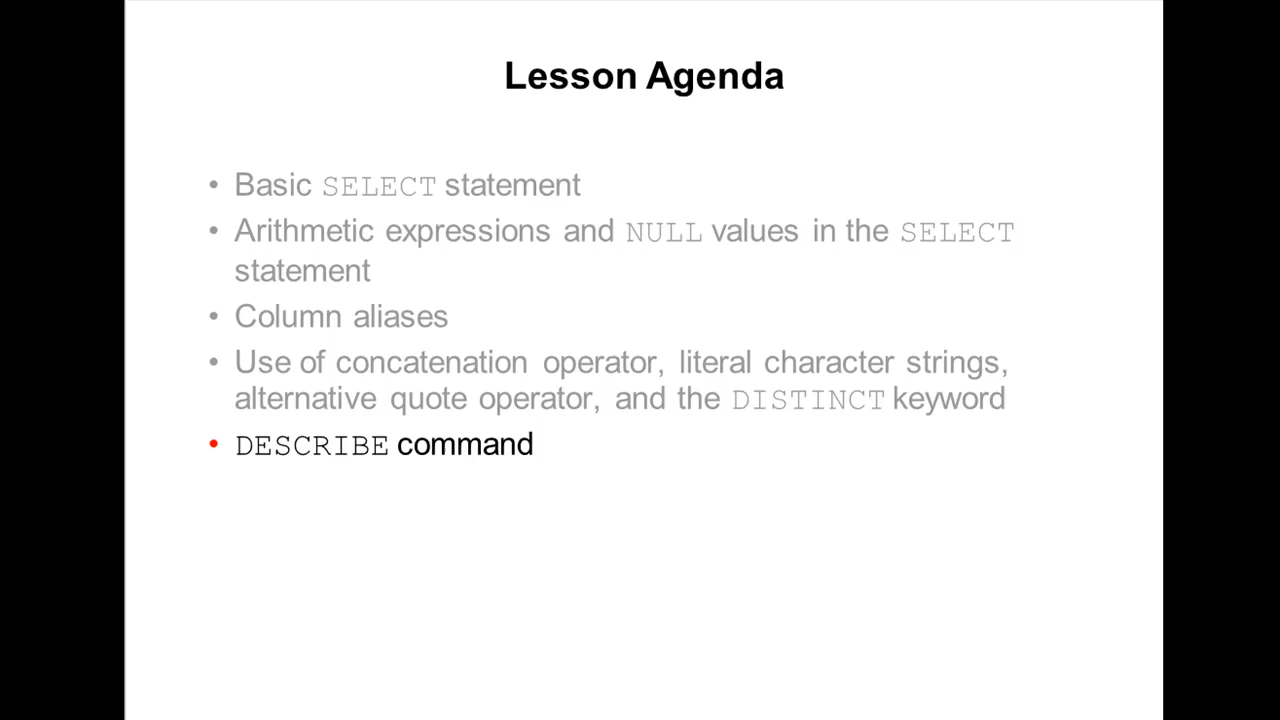 Lesson Agenda
• Basic SELECT statement
• Arithmetic expressions and NULL values in the SELECT
statement
• Column aliases
• Use of concatenation operator, literal character strings,
alternative quote operator, and the DISTINCT keyword
• DESCRIBE command